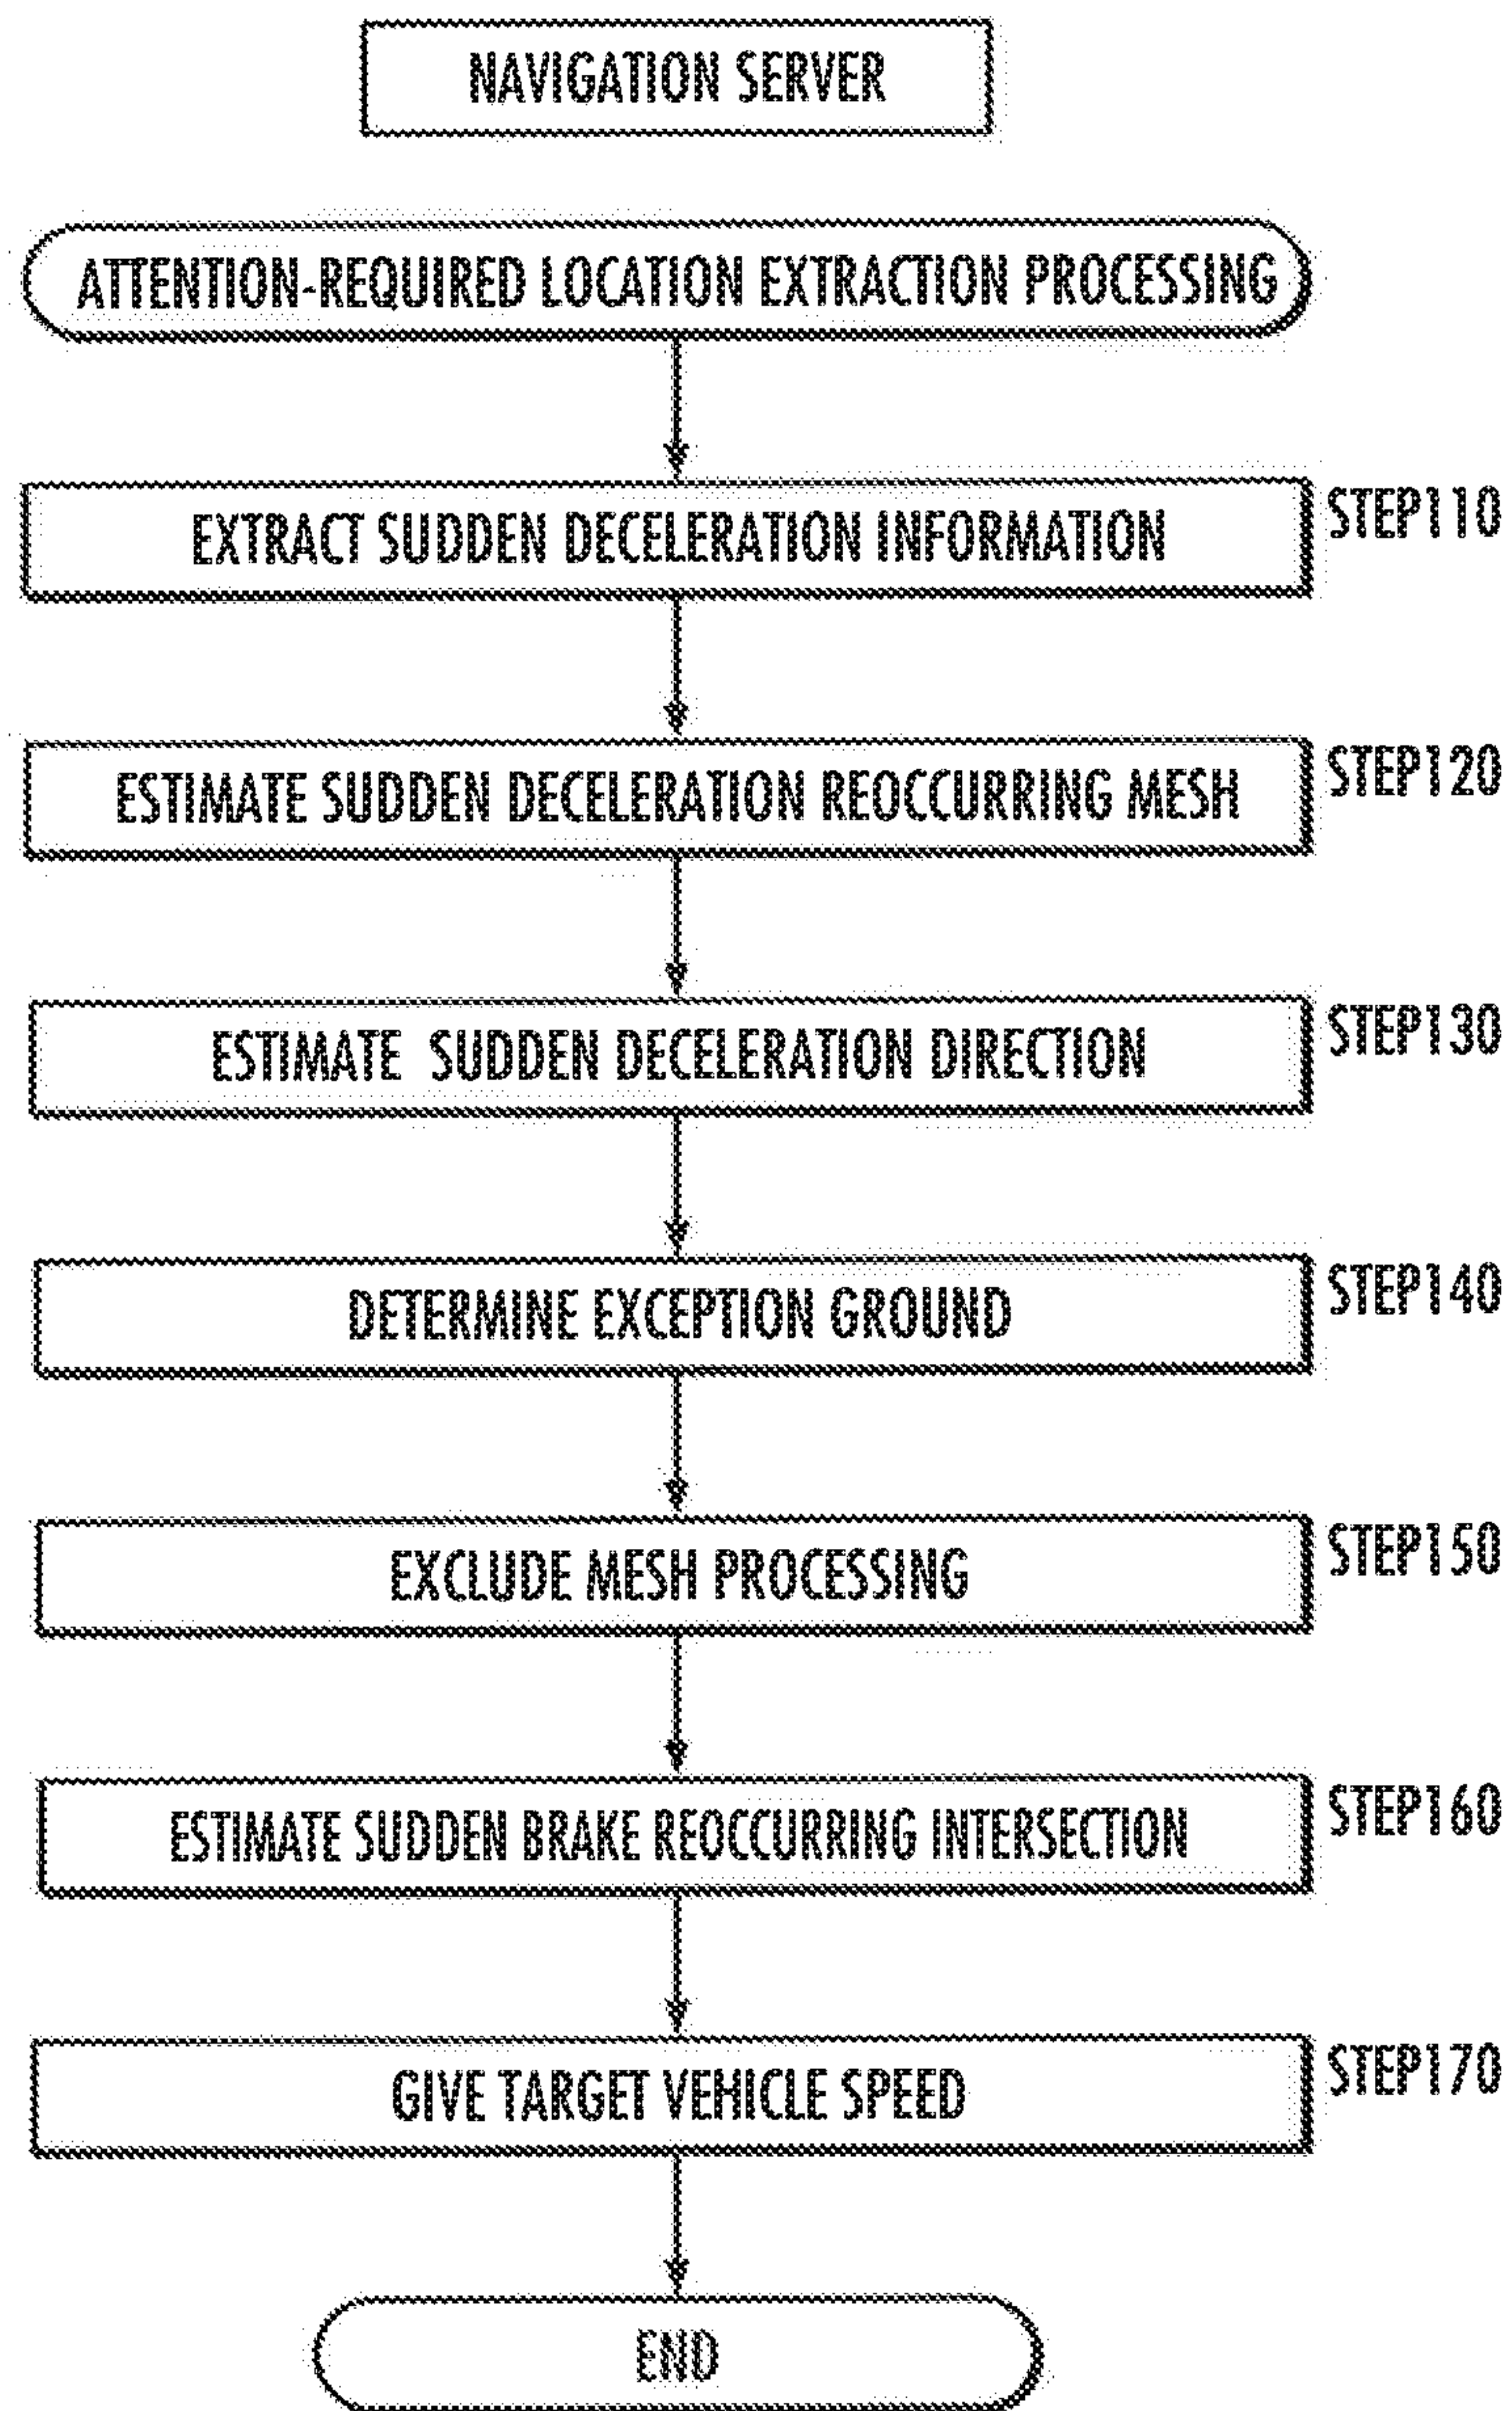 NAVIGATION SERVER
ATTENTION-REQUIRED LOCATION EXTRACTION PROCESSING
EXTRACT SUDDEN DECELERATION INFORMATION
STEP110
ESTIMATE SUDDEN DECELERATION REOCCURRING MESH
STEP120
ESTIMATE SUDDEN DECELERATION DIRECTION
STEP130
DETERMINE EXCEPTION GROUND
STEP140
EXCLUDE MESH PROCESSING
STEP150
ESTIMATE SUDDEN BRAKE REOCCURRING INTERSECTION
STEP160
GIVE TARGET VEHICLE SPEED
STEP170
END